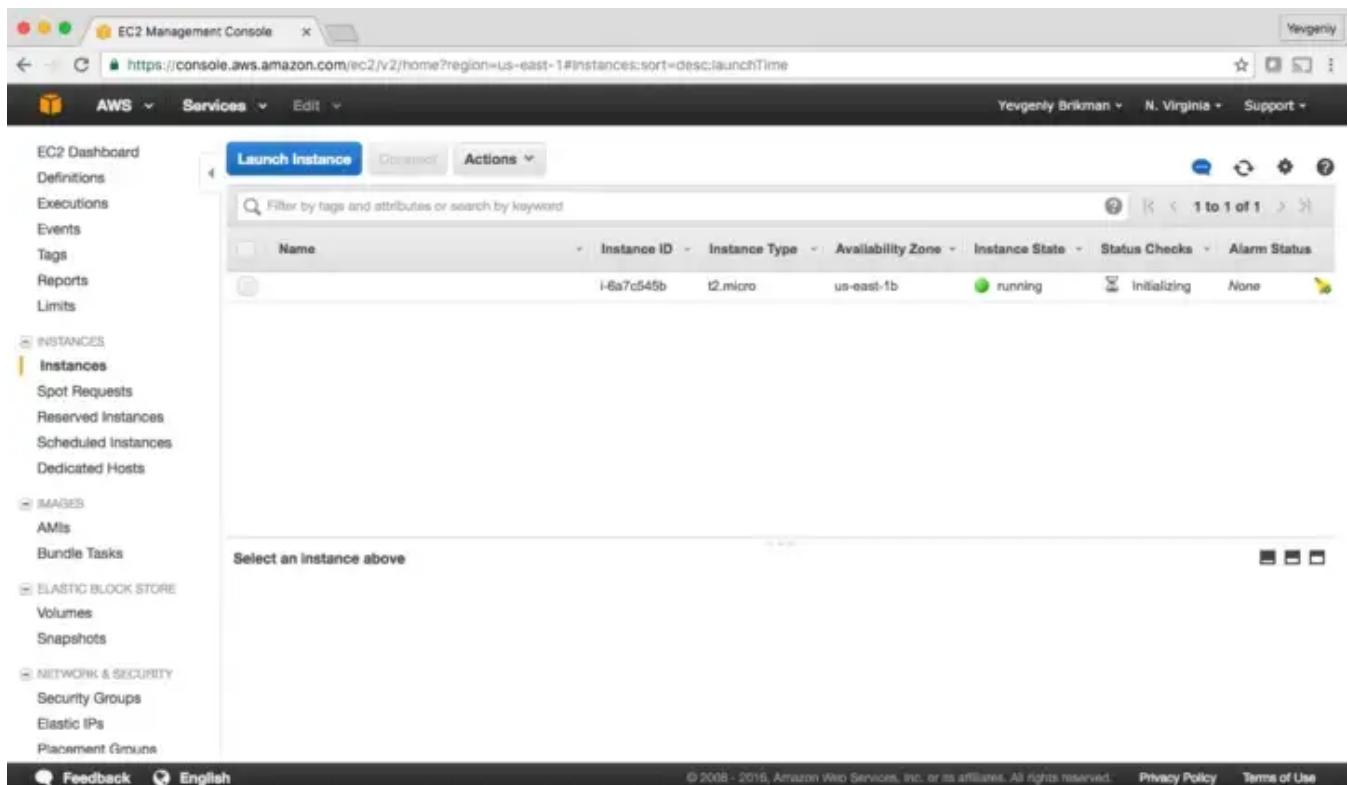 EC2 Management Console
Yevgeniy
https://console.aws.amazon.com/ec2/v2/home?region=us-east-1#Instances:sort=desc:launchTime
AWS Services Edit Yevgeniy Brikman N. Virginia Support
EC2 Dashboard
Definitions
Executions
Events
Tags
Reports
Limits
INSTANCES
Instances
Spot Requests
Reserved Instances
Scheduled Instances
Dedicated Hosts
IMAGES
AMIs
Bundle Tasks
ELASTIC BLOCK STORE
Volumes
Snapshots
NETWORK & SECURITY
Security Groups
Elastic IPs
Placement Groups
Launch Instance Connect Actions
Filter by tags and attributes or search by keyword 1 to 1 of 1
Name Instance ID Instance Type Availability Zone Instance State Status Checks Alarm Status
i-6a7c545b t2.micro us-east-1b running Initializing None
Select an instance above
Feedback English © 2008 - 2016, Amazon Web Services, Inc. or its affiliates. All rights reserved. Privacy Policy Terms of Use